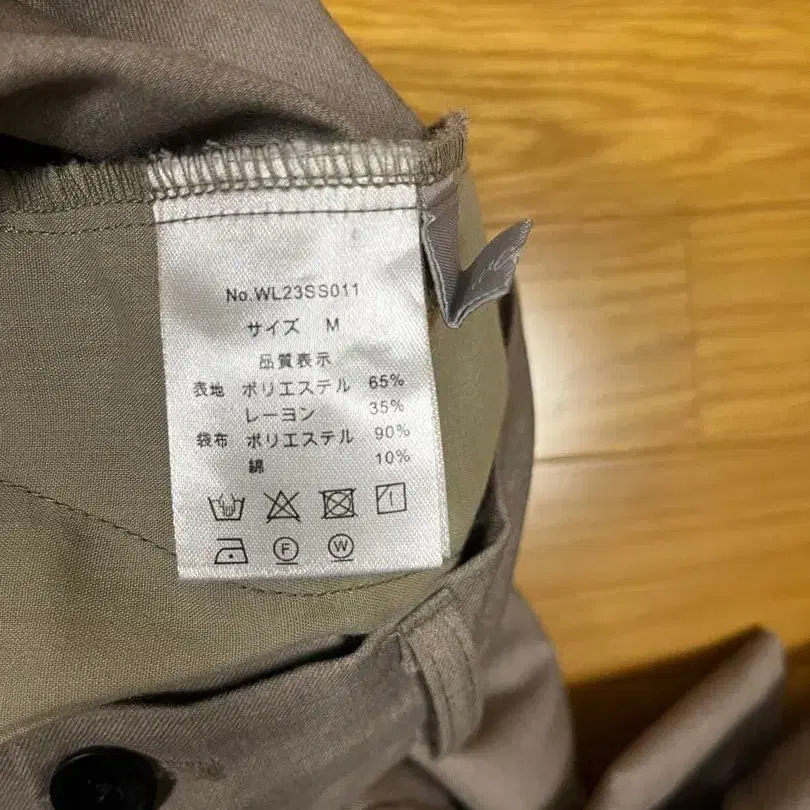 No.WL23SS011
サイズ M
品質表示
表地 ポリエステル 65%
レーヨン 35%
袋布 ポリエステル 90%
綿 10%
F W